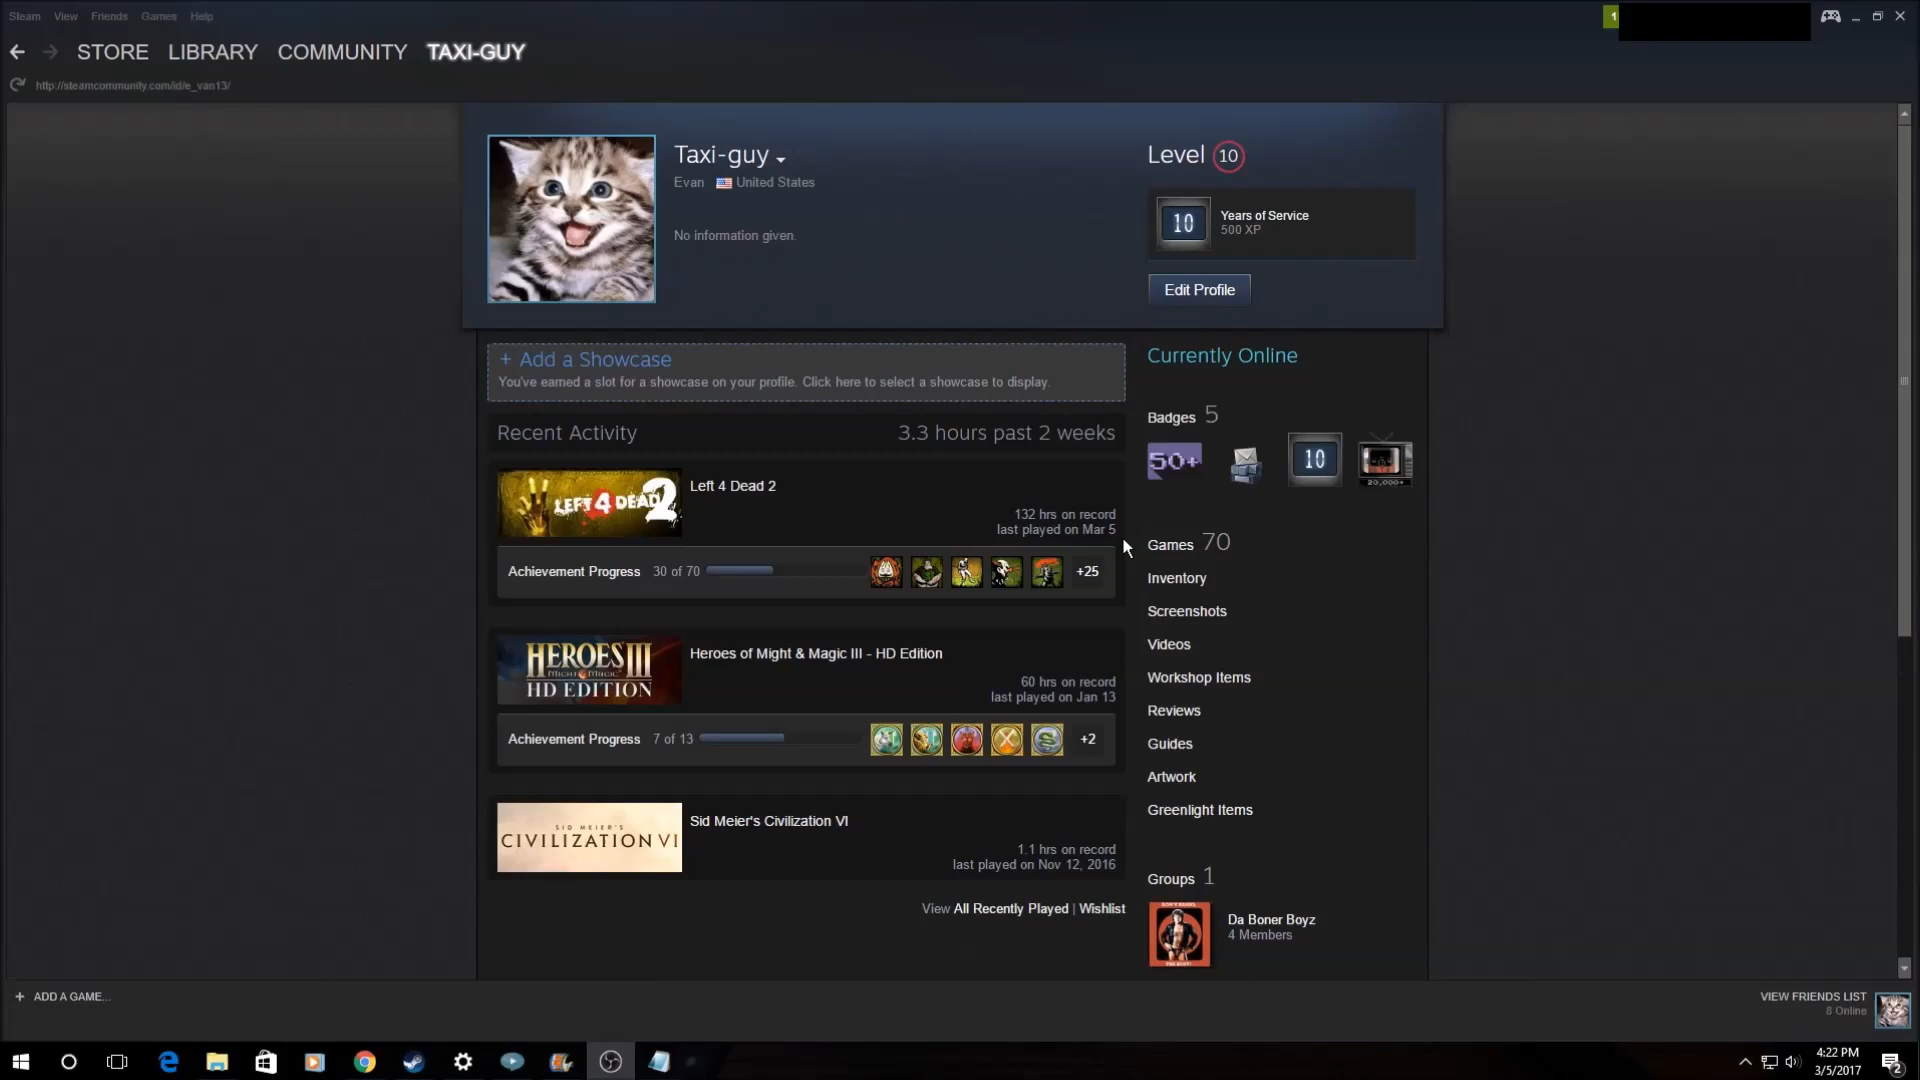 Steam View Friends Games Help
1
STORE LIBRARY COMMUNITY TAXI-GUY
http://steamcommunity.com/id/e_van13/
Taxi-guy
Evan United States
No information given.
Level 10
10 Years of Service
500 XP
Edit Profile
+ Add a Showcase
You've earned a slot for a showcase on your profile. Click here to select a showcase to display.
Recent Activity 3.3 hours past 2 weeks
LEFT 4 DEAD 2
Left 4 Dead 2
132 hrs on record
last played on Mar 5
Achievement Progress 30 of 70 +25
HEROES III
MIGHT & MAGIC
HD EDITION
Heroes of Might & Magic III - HD Edition
60 hrs on record
last played on Jan 13
Achievement Progress 7 of 13 +2
SID MEIER'S
CIVILIZATION VI
Sid Meier's Civilization VI
1.1 hrs on record
last played on Nov 12, 2016
View All Recently Played | Wishlist
Currently Online
Badges 5
50+ 10 20,000+
Games 70
Inventory
Screenshots
Videos
Workshop Items
Reviews
Guides
Artwork
Greenlight Items
Groups 1
Da Boner Boyz
4 Members
+ ADD A GAME...
VIEW FRIENDS LIST
8 Online
4:22 PM
3/5/2017
2